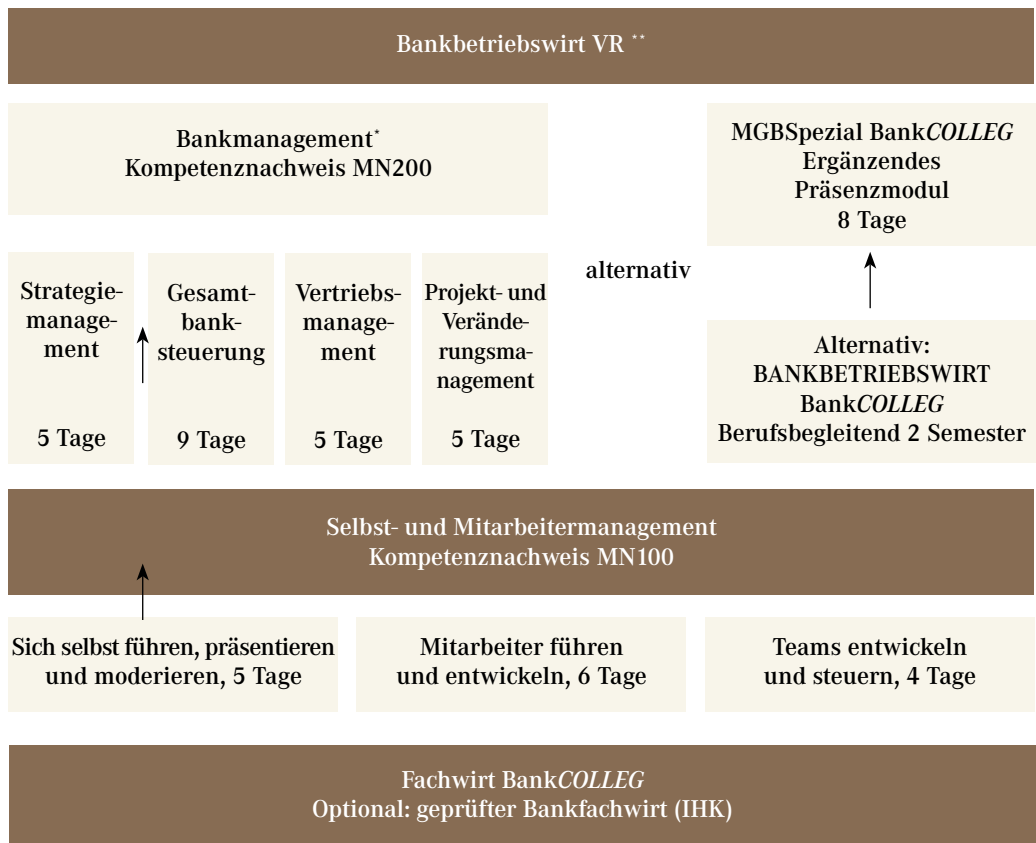 Bankbetriebswirt VR **
Bankmanagement*
Kompetenznachweis MN200
MGBSpezial BankCOLLEG
Ergänzendes
Präsenzmodul
8 Tage
Strategie-
manage-
ment
5 Tage
Gesamt-
bank-
steuerung
9 Tage
Vertriebs-
manage-
ment
5 Tage
Projekt- und
Verände-
rungsma-
nagement
5 Tage
alternativ
Alternativ:
BANKBETRIEBSWIRT
BankCOLLEG
Berufsbegleitend 2 Semester
Selbst- und Mitarbeitermanagement
Kompetenznachweis MN100
Sich selbst führen, präsentieren
und moderieren, 5 Tage
Mitarbeiter führen
und entwickeln, 6 Tage
Teams entwickeln
und steuern, 4 Tage
Fachwirt BankCOLLEG
Optional: geprüfter Bankfachwirt (IHK)